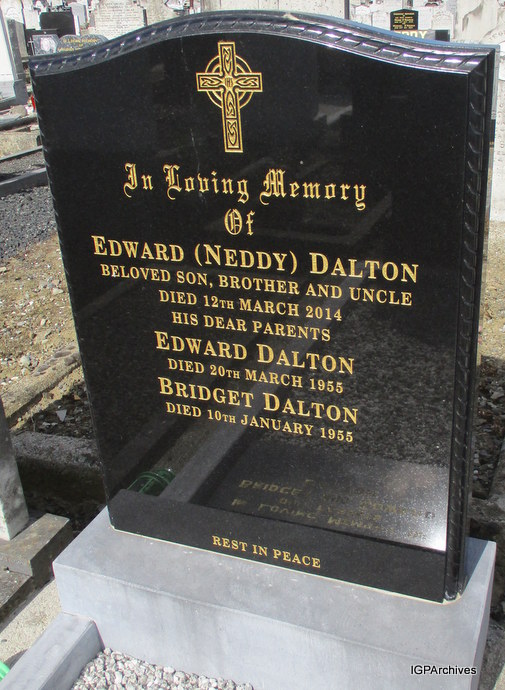 In Loving Memory
Of
EDWARD (NEDDY) DALTON
BELOVED SON, BROTHER AND UNCLE
DIED 12TH MARCH 2014
HIS DEAR PARENTS
EDWARD DALTON
DIED 20TH MARCH 1955
BRIDGET DALTON
DIED 10TH JANUARY 1955
REST IN PEACE
IGPArchives